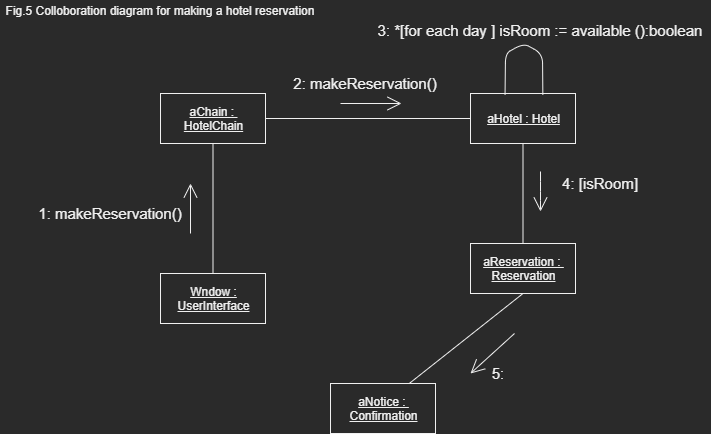 Fig.5 Colloboration diagram for making a hotel reservation
3: *[for each day ] isRoom := available ():boolean
2: makeReservation()
aChain :
HotelChain
aHotel : Hotel
4: [isRoom]
1: makeReservation()
aReservation :
Reservation
Wndow :
UserInterface
5:
aNotice :
Confirmation